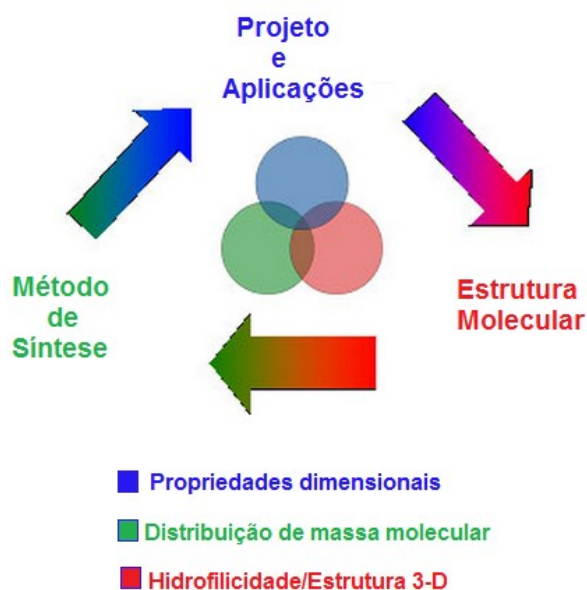 Projeto
e
Aplicações
Método
de
Síntese
Estrutura
Molecular
Propriedades dimensionais
Distribuição de massa molecular
Hidrofilicidade/Estrutura 3-D